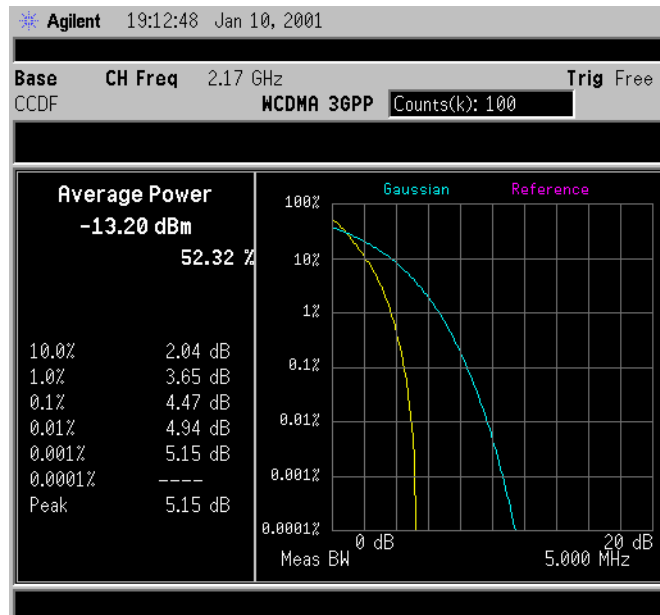 Agilent 19:12:48 Jan 10, 2001
Base CH Freq 2.17 GHz Trig Free
CCDF WCDMA 3GPP Counts(k): 100
Average Power
-13.20 dBm
52.32 %
10.0% 2.04 dB
1.0% 3.65 dB
0.1% 4.47 dB
0.01% 4.94 dB
0.001% 5.15 dB
0.0001% ----
Peak 5.15 dB
Gaussian Reference
100%
10%
1%
0.1%
0.01%
0.001%
0.0001%
0 dB 20 dB
Meas BW 5.000 MHz